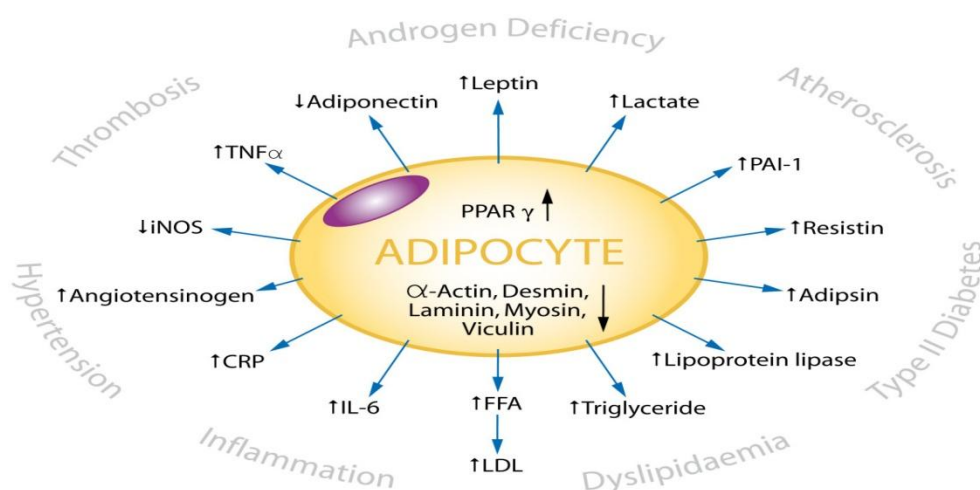 Androgen Deficiency
Thrombosis
Atherosclerosis
↑Leptin
↓Adiponectin
↑Lactate
↑TNFα
↑PAI-1
PPAR γ ↑
↓iNOS
↑Resistin
ADIPOCYTE
Hypertension
Type II Diabetes
↑Angiotensinogen
α-Actin, Desmin,
Laminin, Myosin,
Viculin ↓
↑Adipsin
↑CRP
↑Lipoprotein lipase
↑IL-6
↑FFA
↑Triglyceride
↑LDL
Inflammation
Dyslipidaemia